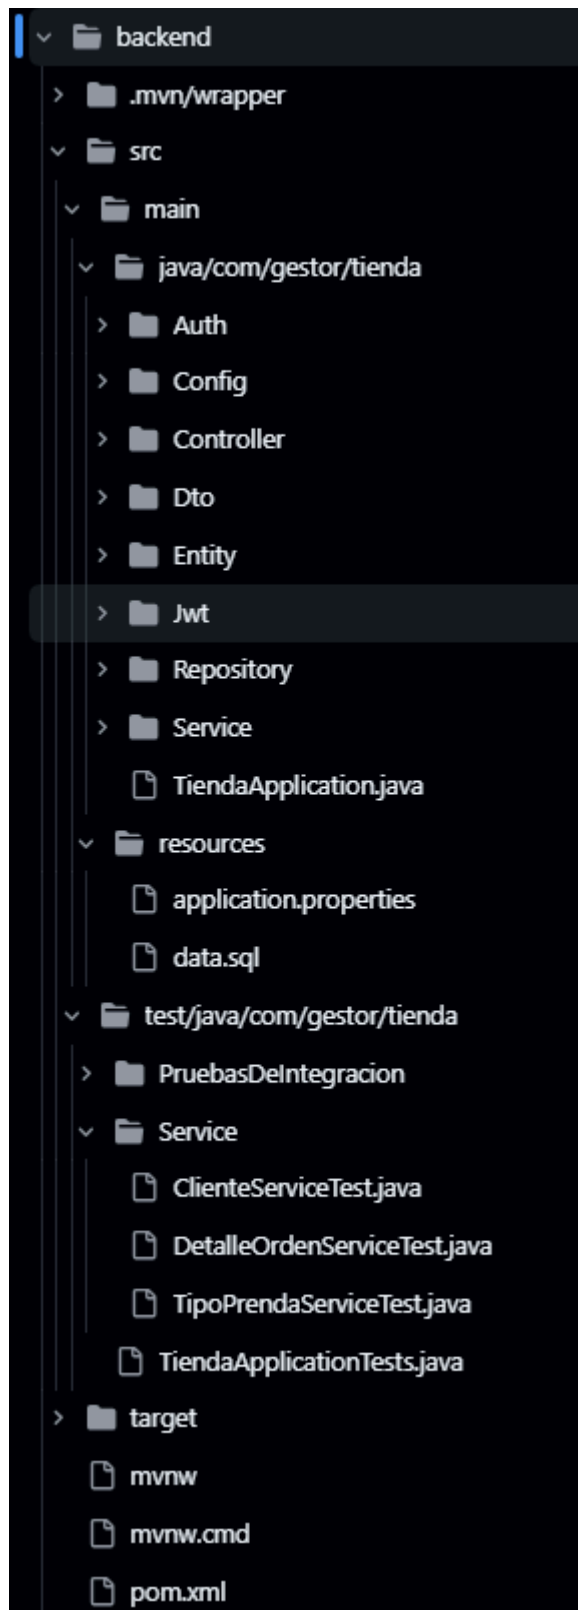 backend
.mvn/wrapper
src
main
java/com/gestor/tienda
Auth
Config
Controller
Dto
Entity
Jwt
Repository
Service
TiendaApplication.java
resources
application.properties
data.sql
test/java/com/gestor/tienda
PruebasDeIntegracion
Service
ClienteServiceTest.java
DetalleOrdenServiceTest.java
TipoPrendaServiceTest.java
TiendaApplicationTests.java
target
mvnw
mvnw.cmd
pom.xml